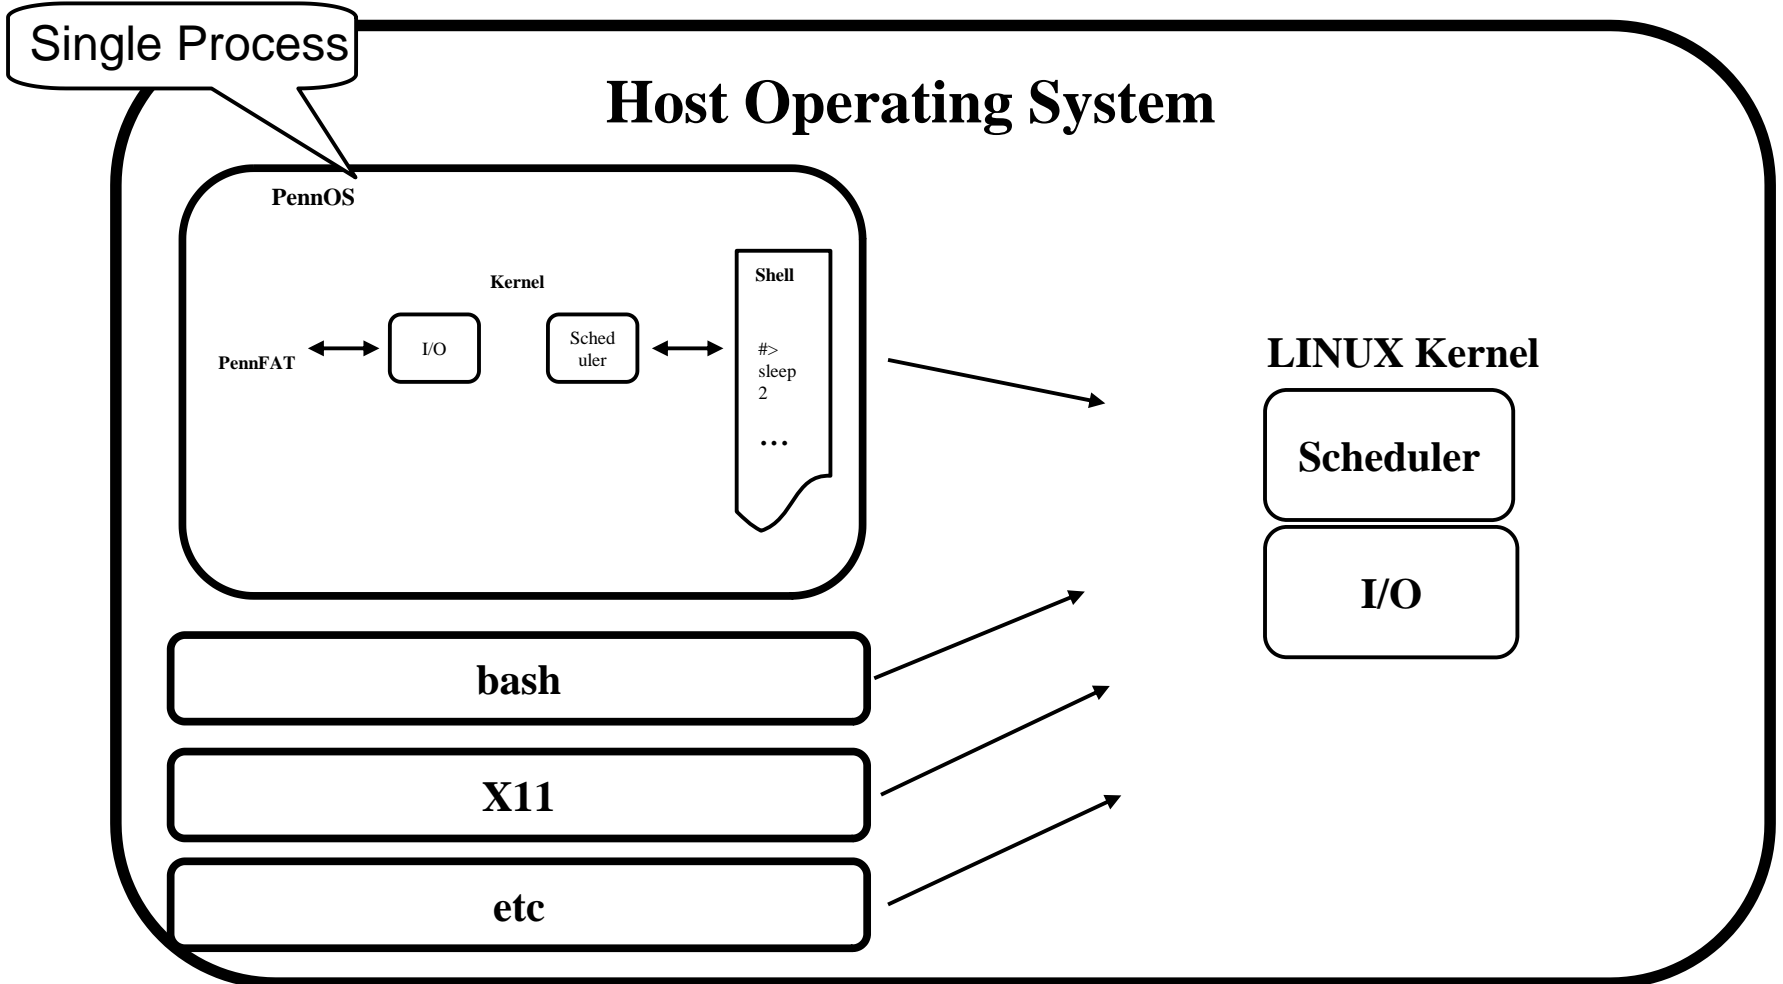 Single Process
Host Operating System
PennOS
Kernel
Shell
PennFAT
I/O
Sched
uler
#>
sleep
2
…
LINUX Kernel
Scheduler
I/O
bash
X11
etc